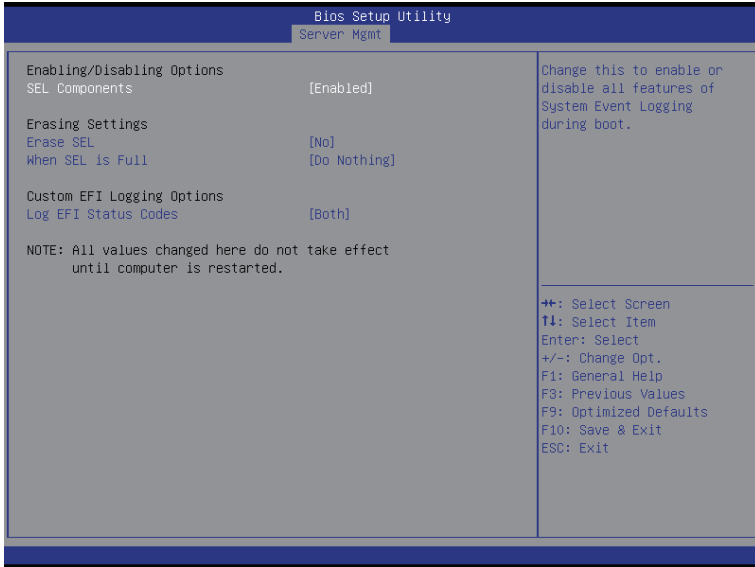 Bios Setup Utility
Server Mgmt
Enabling/Disabling Options
SEL Components [Enabled]
Erasing Settings
Erase SEL [No]
When SEL is Full [Do Nothing]
Custom EFI Logging Options
Log EFI Status Codes [Both]
NOTE: All values changed here do not take effect
until computer is restarted.
Change this to enable or
disable all features of
System Event Logging
during boot.
→←: Select Screen
↑↓: Select Item
Enter: Select
+/-: Change Opt.
F1: General Help
F3: Previous Values
F9: Optimized Defaults
F10: Save & Exit
ESC: Exit